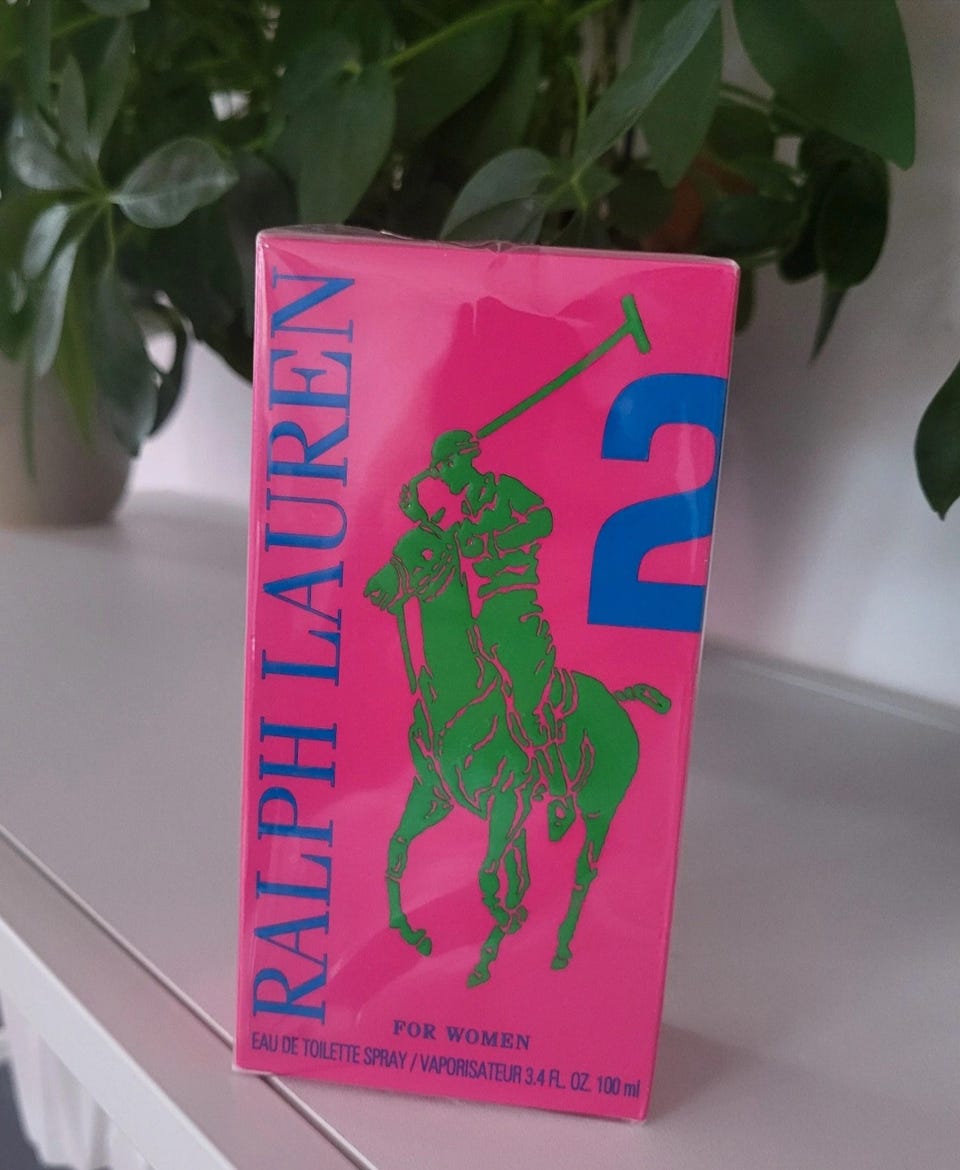 RALPH LAUREN
2
FOR WOMEN
EAU DE TOILETTE SPRAY / VAPORISATEUR 3.4 FL. OZ. 100 ml